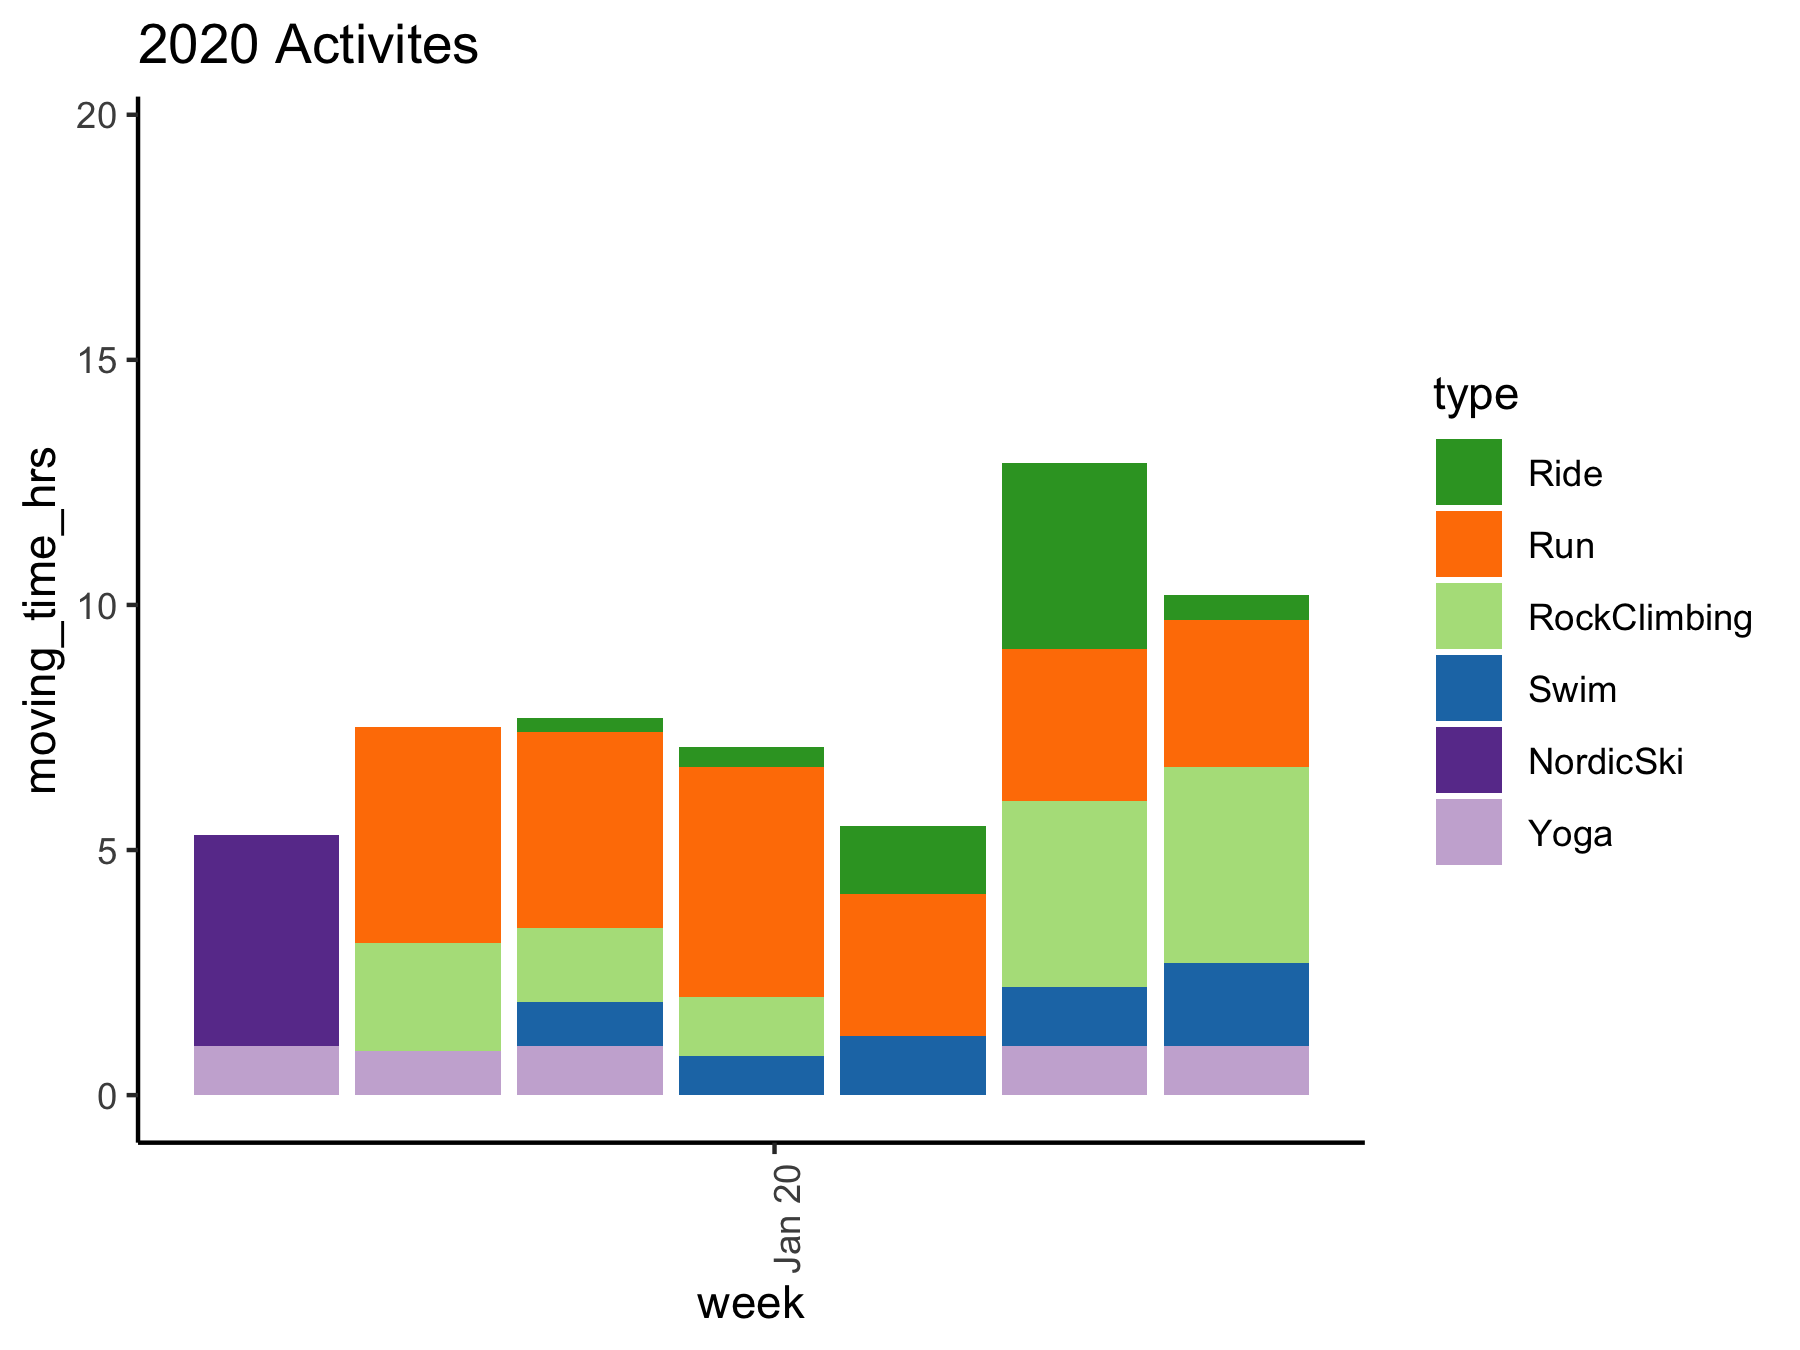 2020 Activites
20
15
10
5
0
moving_time_hrs
Jan 20
week
type
Ride
Run
RockClimbing
Swim
NordicSki
Yoga